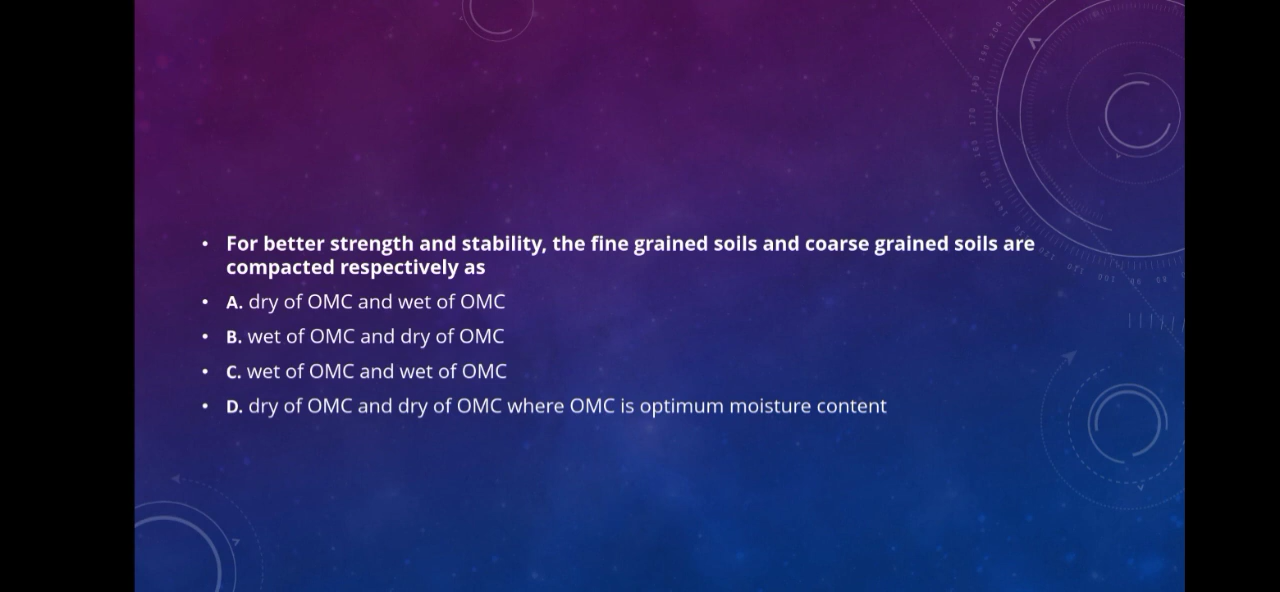 • For better strength and stability, the fine grained soils and coarse grained soils are
compacted respectively as
• A. dry of OMC and wet of OMC
• B. wet of OMC and dry of OMC
• C. wet of OMC and wet of OMC
• D. dry of OMC and dry of OMC where OMC is optimum moisture content